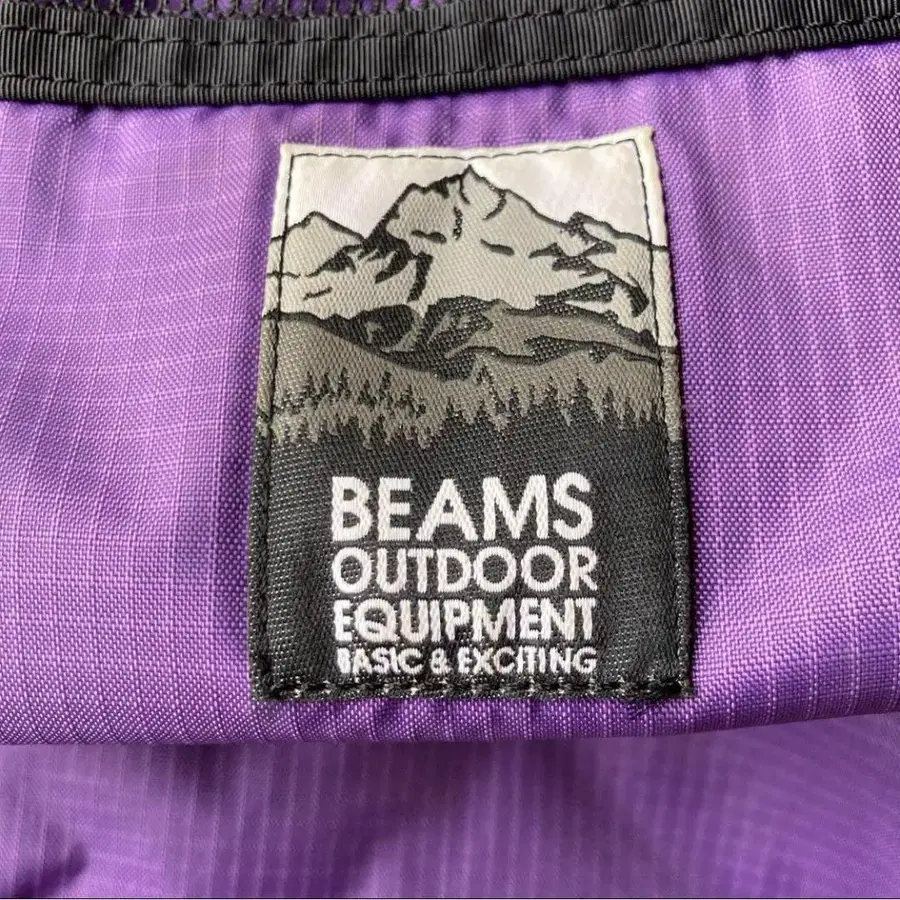 BEAMS
OUTDOOR
EQUIPMENT
BASIC & EXCITING